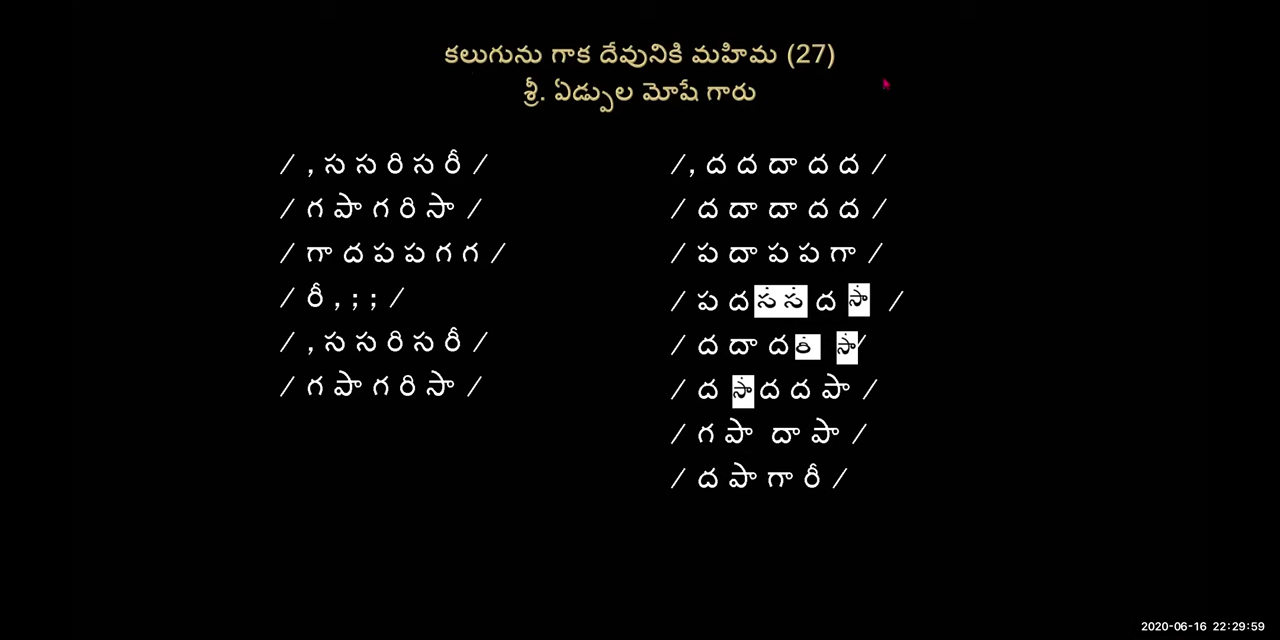 కలుగును గాక దేవునికి మహిమ (27)
శ్రీ. ఏడ్పుల మోషే గారు
/ , స స రి స రీ /
/ గ పా గ రి సా /
/ గా ద ప ప గ గ /
/ రీ , ; ; /
/ , స స రి స రీ /
/ గ పా గ రి సా /
/, ద ద దా ద ద /
/ ద దా దా ద ద /
/ ప దా ప ప గా /
/ ప ద స̇ స̇ ద సా̇ /
/ ద దా ద రి̇ సా̇ /
/ ద సా̇ ద ద పా /
/ గ పా దా పా /
/ ద పా గా రీ /
2020-06-16 22:29:59